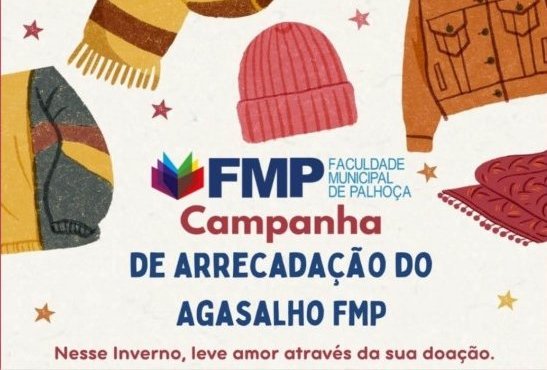 FMP
FACULDADE
MUNICIPAL
DE PALHOÇA
Campanha
DE ARRECADAÇÃO DO
AGASALHO FMP
Nesse Inverno, leve amor através da sua doação.